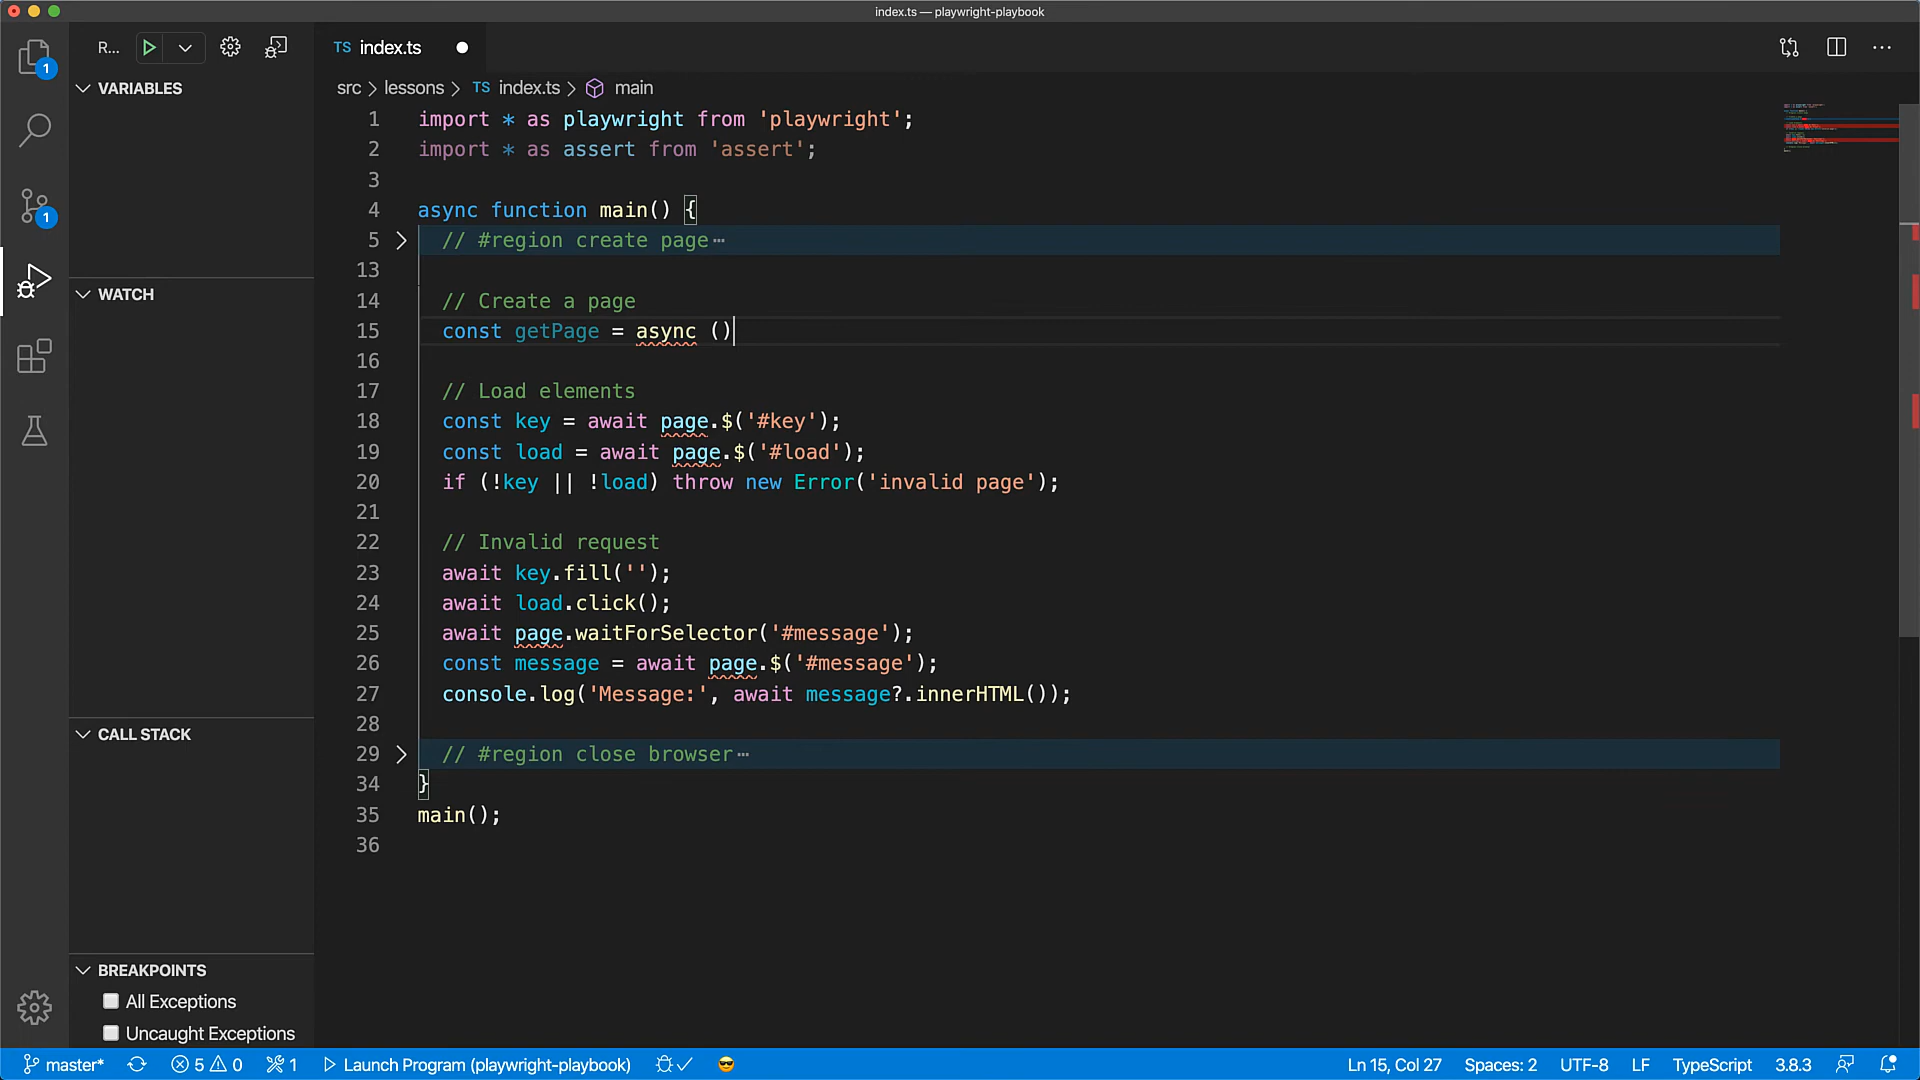 index.ts — playwright-playbook
R...
TS index.ts
src > lessons > TS index.ts > main
VARIABLES
WATCH
CALL STACK
BREAKPOINTS
All Exceptions
Uncaught Exceptions
1
1
1 import * as playwright from 'playwright';
2 import * as assert from 'assert';
3
4 async function main() {
5 // #region create page⋯
13
14 // Create a page
15 const getPage = async ()
16
17 // Load elements
18 const key = await page.$('#key');
19 const load = await page.$('#load');
20 if (!key || !load) throw new Error('invalid page');
21
22 // Invalid request
23 await key.fill('');
24 await load.click();
25 await page.waitForSelector('#message');
26 const message = await page.$('#message');
27 console.log('Message:', await message?.innerHTML());
28
29 // #region close browser⋯
34 }
35 main();
36
master* 5 0 1 Launch Program (playwright-playbook) Ln 15, Col 27 Spaces: 2 UTF-8 LF TypeScript 3.8.3